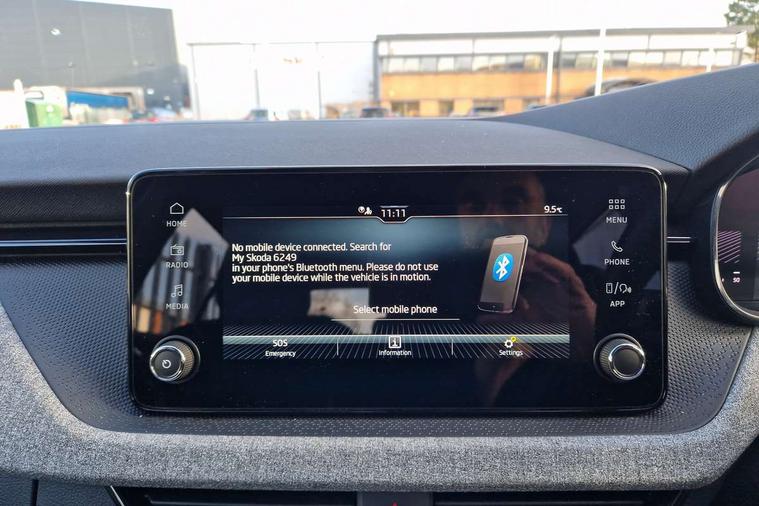 11:11
9.5°C
HOME
RADIO
MEDIA
No mobile device connected. Search for
My Skoda 6249
in your phone's Bluetooth menu. Please do not use
your mobile device while the vehicle is in motion.
Select mobile phone
SOS
Emergency
Information
Settings
MENU
PHONE
APP
50